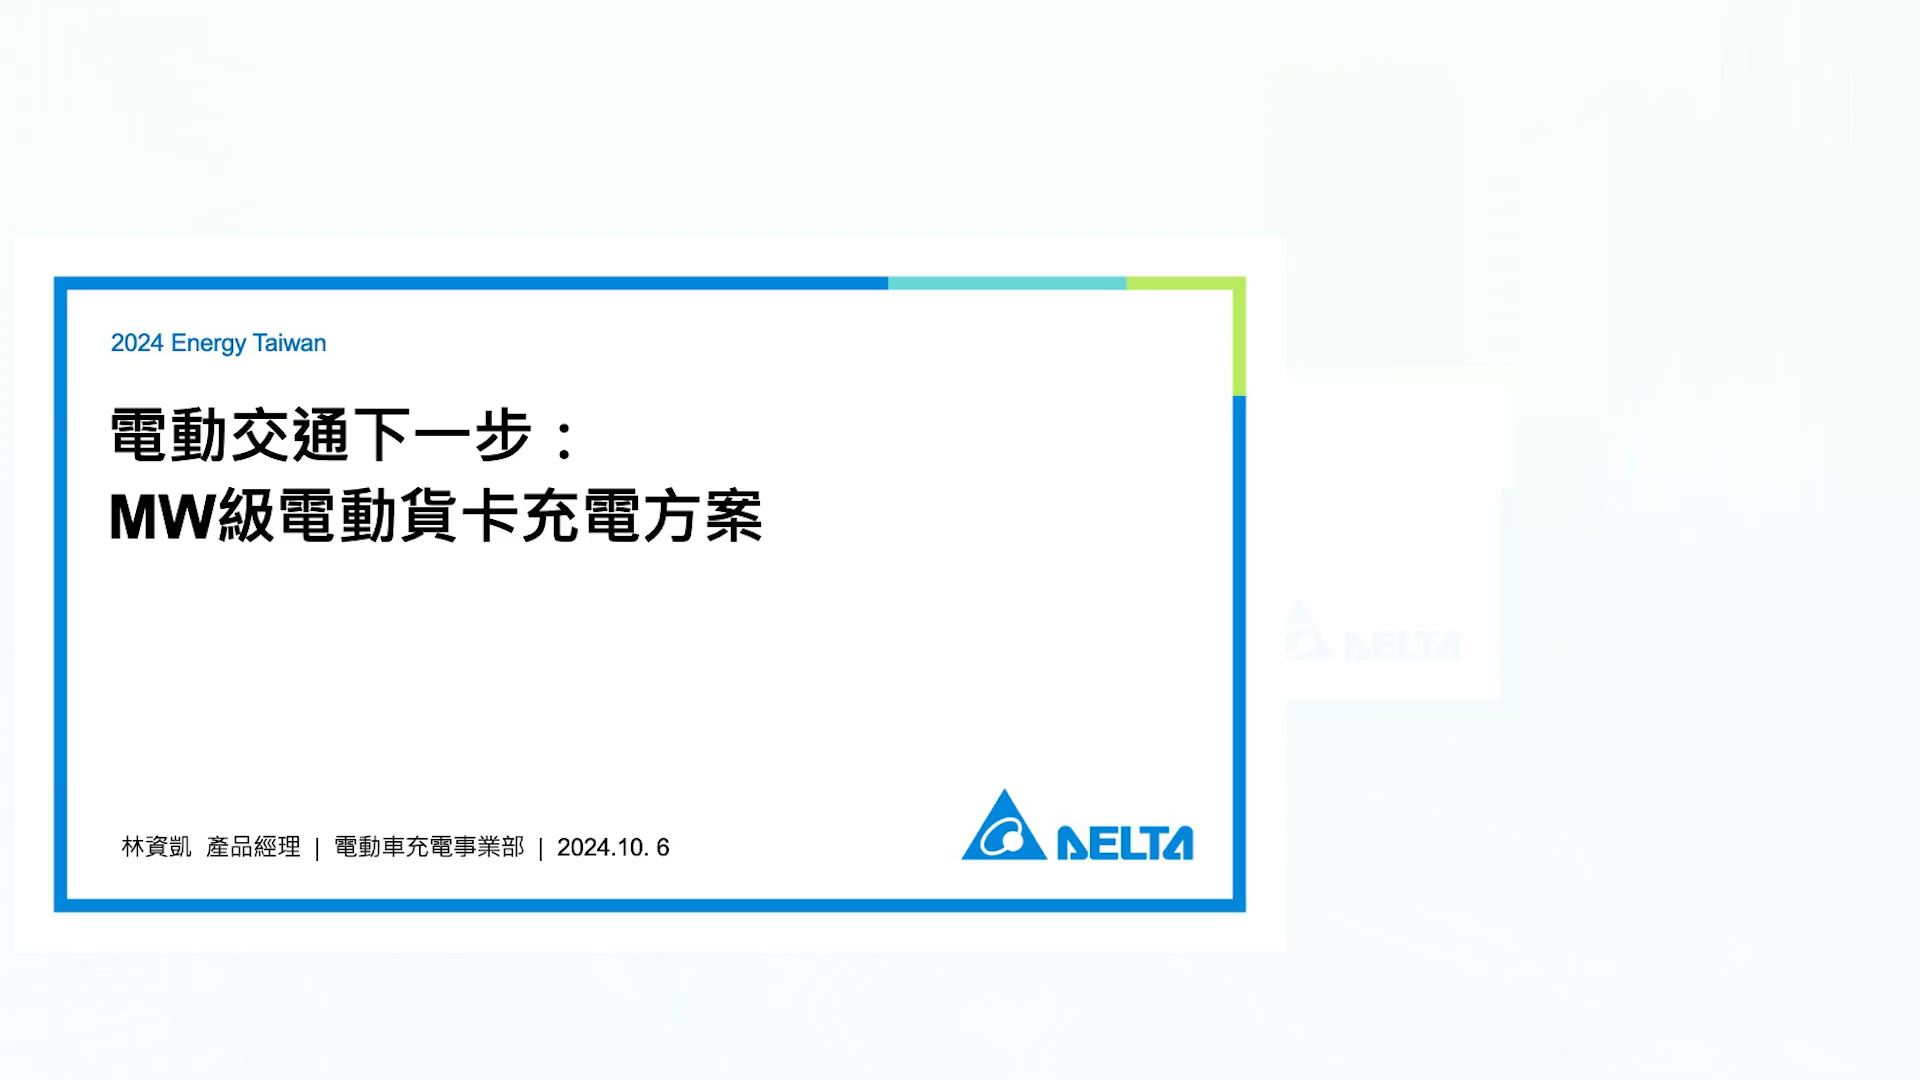 2024 Energy Taiwan
電動交通下一步：
MW級電動貨卡充電方案
林資凱 產品經理 | 電動車充電事業部 | 2024.10. 6
DELTA
DELTA